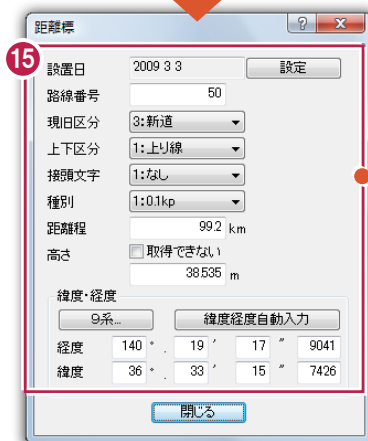 距離標
15
設置日 2009 3 3 設定
路線番号 50
現旧区分 3:新道
上下区分 1:上り線
接頭文字 1:なし
種別 1:0.1kp
距離程 99.2 km
高さ 取得できない
38.535 m
緯度・経度
9系... 緯度経度自動入力
経度 140 ° . 19 ′ 17 ″ 9041
緯度 36 ° . 33 ′ 15 ″ 7426
閉じる